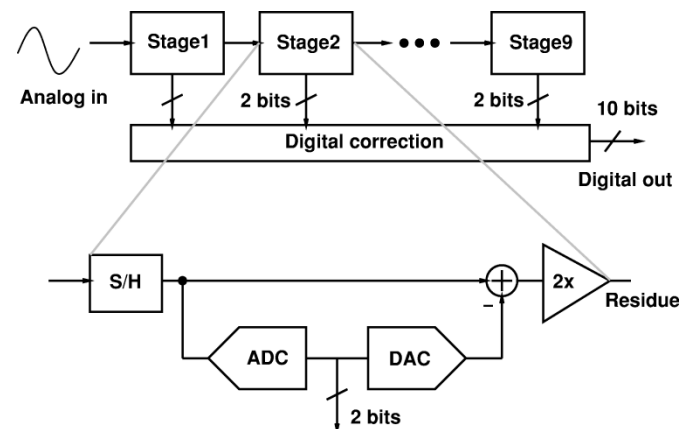 Stage1
Stage2
Stage9
Analog in
2 bits
2 bits
10 bits
Digital correction
Digital out
S/H
2x
Residue
ADC
DAC
2 bits